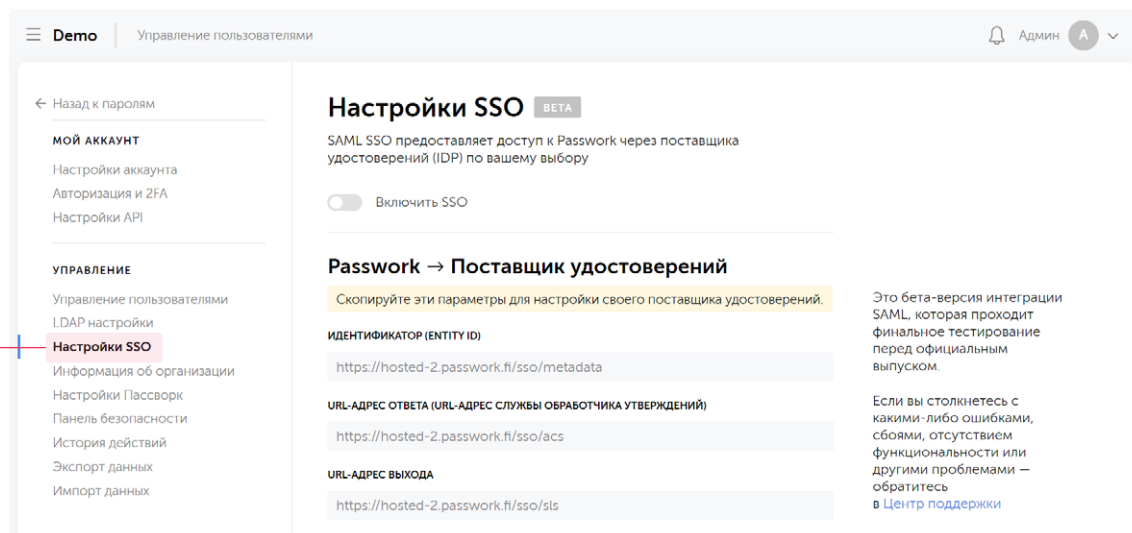 Demo
Управление пользователями
Админ
А
Назад к паролям
МОЙ АККАУНТ
Настройки аккаунта
Авторизация и 2FA
Настройки API
УПРАВЛЕНИЕ
Управление пользователями
LDAP настройки
Настройки SSO
Информация об организации
Настройки Пассворк
Панель безопасности
История действий
Экспорт данных
Импорт данных
Настройки SSO BETA
SAML SSO предоставляет доступ к Passwork через поставщика
удостоверений (IDP) по вашему выбору
Включить SSO
Passwork → Поставщик удостоверений
Скопируйте эти параметры для настройки своего поставщика удостоверений.
ИДЕНТИФИКАТОР (ENTITY ID)
https://hosted-2.passwork.fi/sso/metadata
URL-АДРЕС ОТВЕТА (URL-АДРЕС СЛУЖБЫ ОБРАБОТЧИКА УТВЕРЖДЕНИЙ)
https://hosted-2.passwork.fi/sso/acs
URL-АДРЕС ВЫХОДА
https://hosted-2.passwork.fi/sso/sls
Это бета-версия интеграции
SAML, которая проходит
финальное тестирование
перед официальным
выпуском.
Если вы столкнетесь с
какими-либо ошибками,
сбоями, отсутствием
функциональности или
другими проблемами —
обратитесь
в Центр поддержки